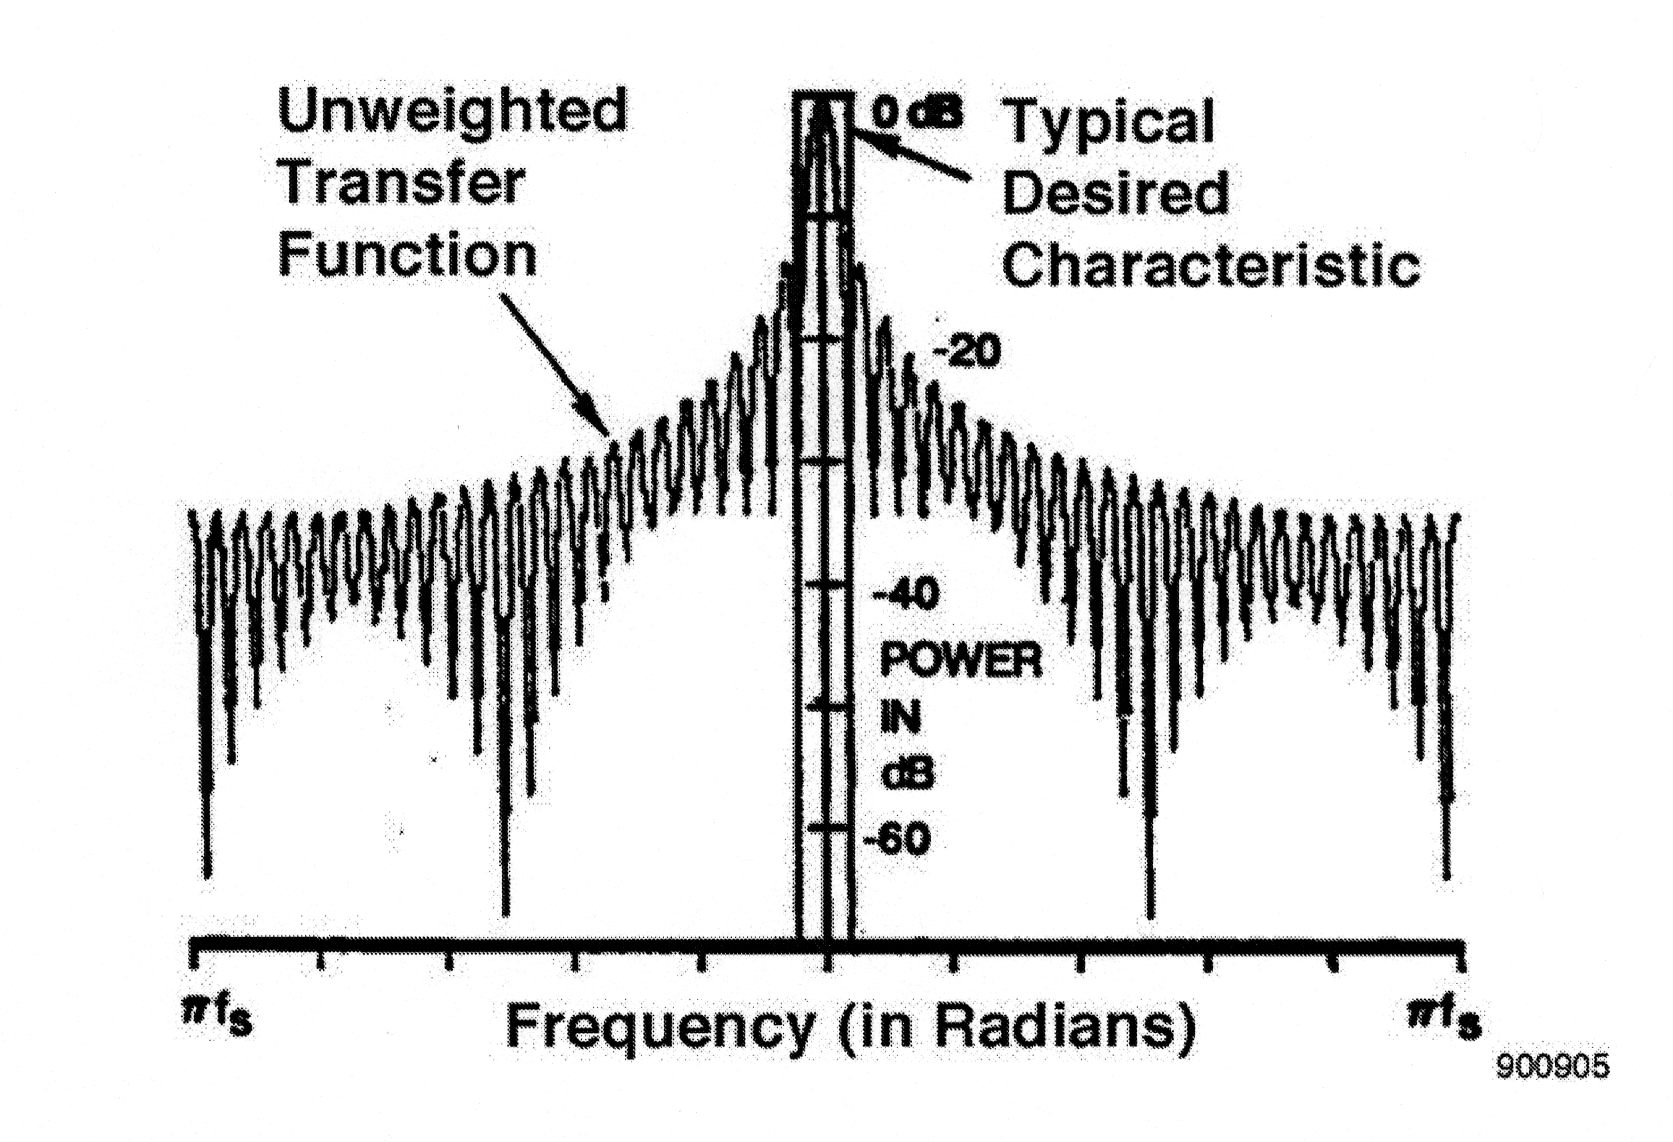 Unweighted
Transfer
Function
0 dB
Typical
Desired
Characteristic
-20
-40
POWER
IN
dB
-60
πfs
Frequency (in Radians)
πfs
900905